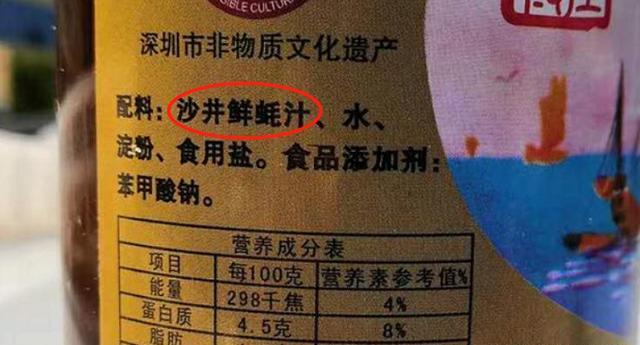 GIBLE CULTURA
深圳市非物质文化遗产
配料：沙井鲜蚝汁、水、
淀粉、食用盐。食品添加剂：
苯甲酸钠。
营养成分表
项目 每100克 营养素参考值%
能量 298千焦 4%
蛋白质 4.5克 8%
脂肪